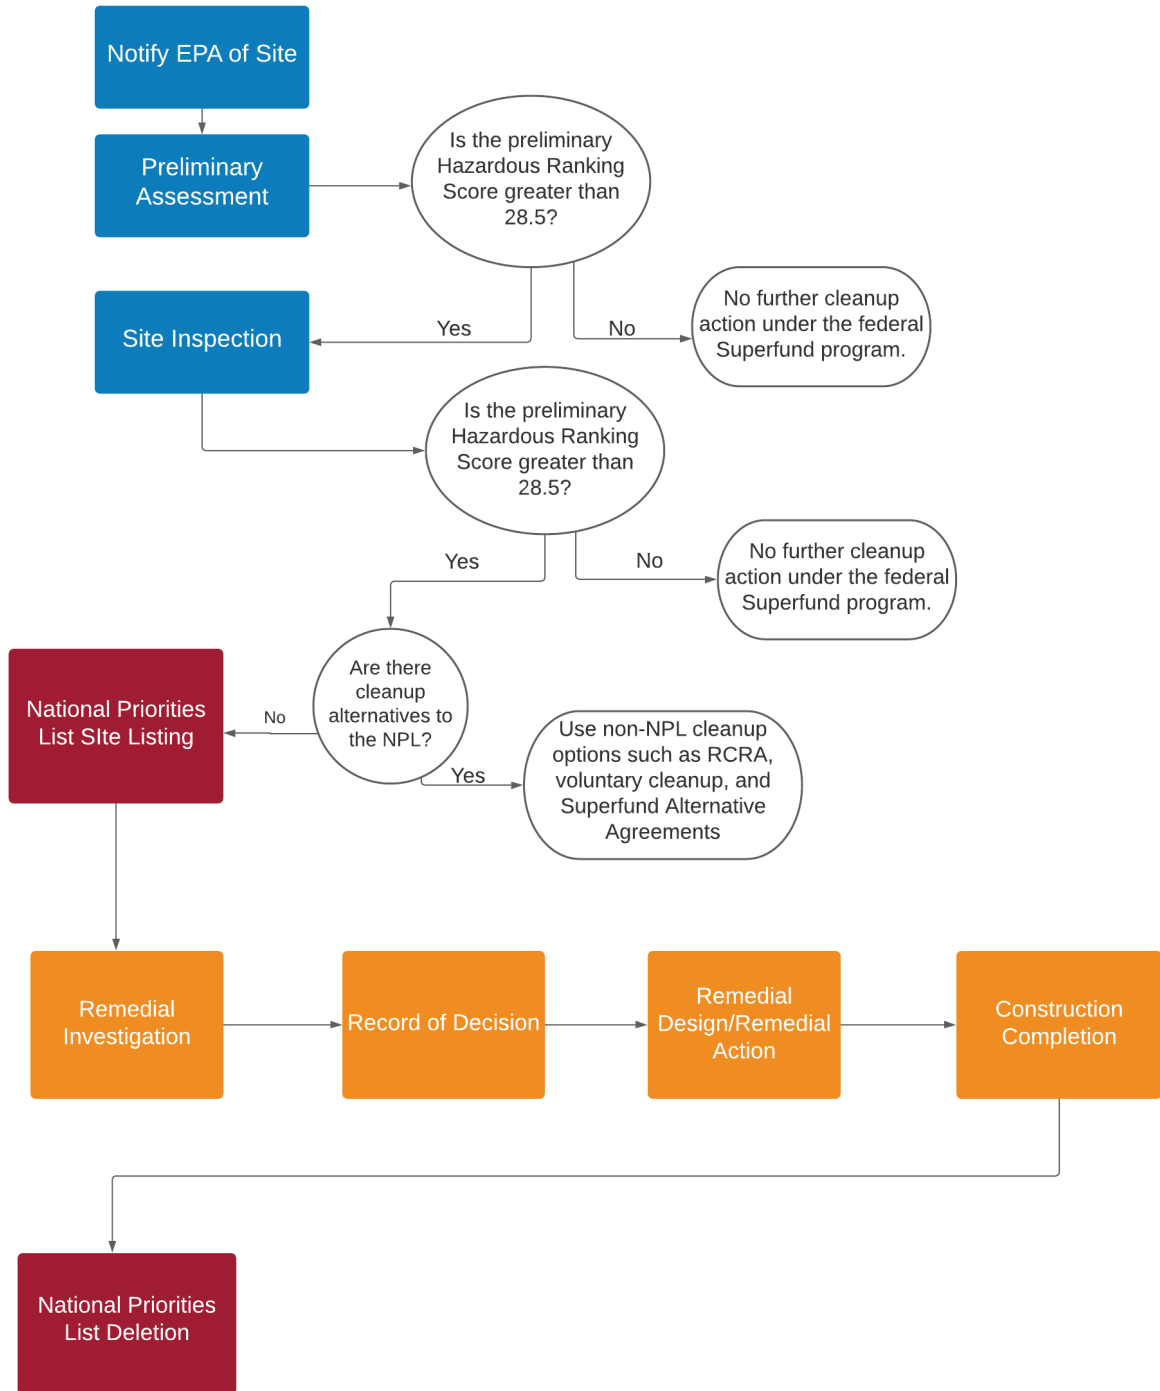 Notify EPA of Site
Preliminary
Assessment
Is the preliminary
Hazardous Ranking
Score greater than
28.5?
Yes
No
Site Inspection
No further cleanup
action under the federal
Superfund program.
Is the preliminary
Hazardous Ranking
Score greater than
28.5?
Yes
No
No further cleanup
action under the federal
Superfund program.
Are there
cleanup
alternatives to
the NPL?
No
Yes
National Priorities
List SIte Listing
Use non-NPL cleanup
options such as RCRA,
voluntary cleanup, and
Superfund Alternative
Agreements
Remedial
Investigation
Record of Decision
Remedial
Design/Remedial
Action
Construction
Completion
National Priorities
List Deletion